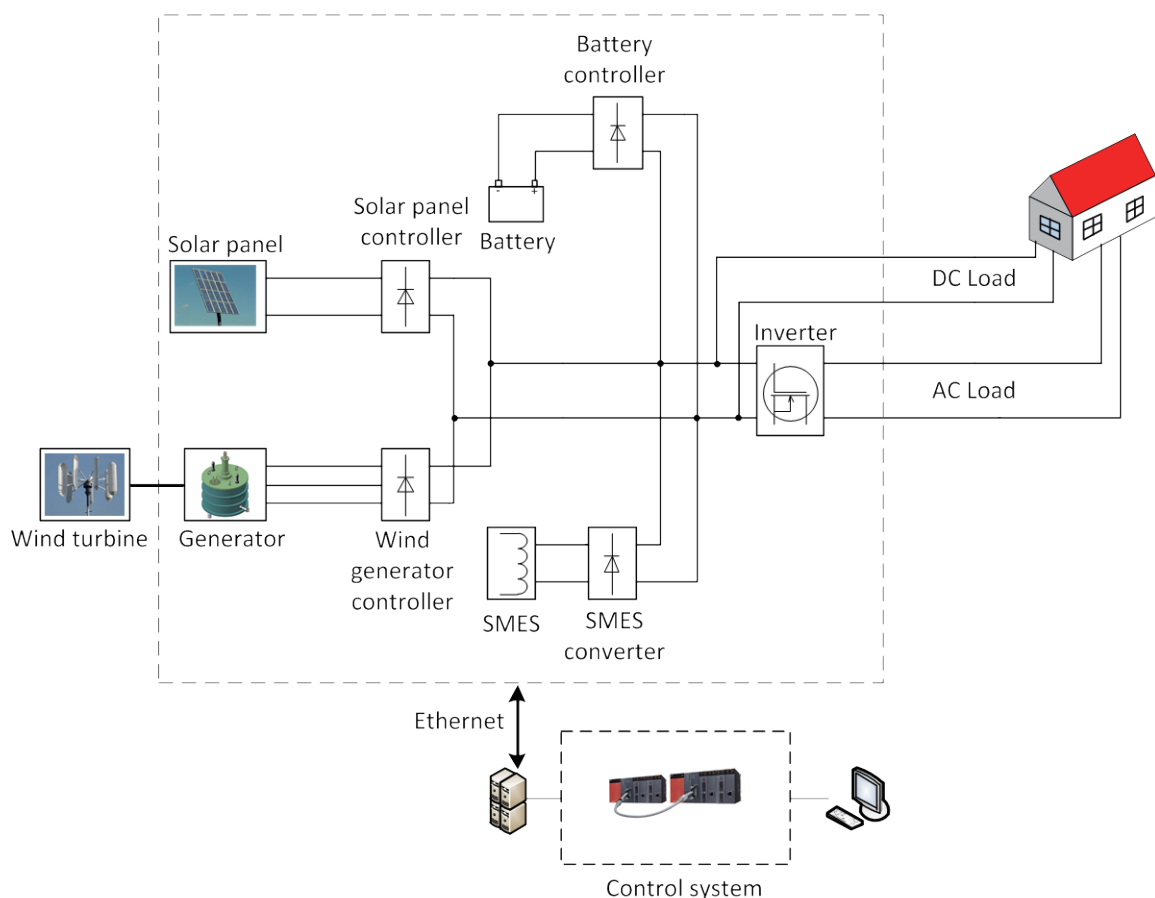 Battery
controller
Solar panel
controller
Solar panel
-
+
Battery
DC Load
Inverter
AC Load
Wind turbine
Generator
Wind
generator
controller
SMES
SMES
converter
Ethernet
Control system